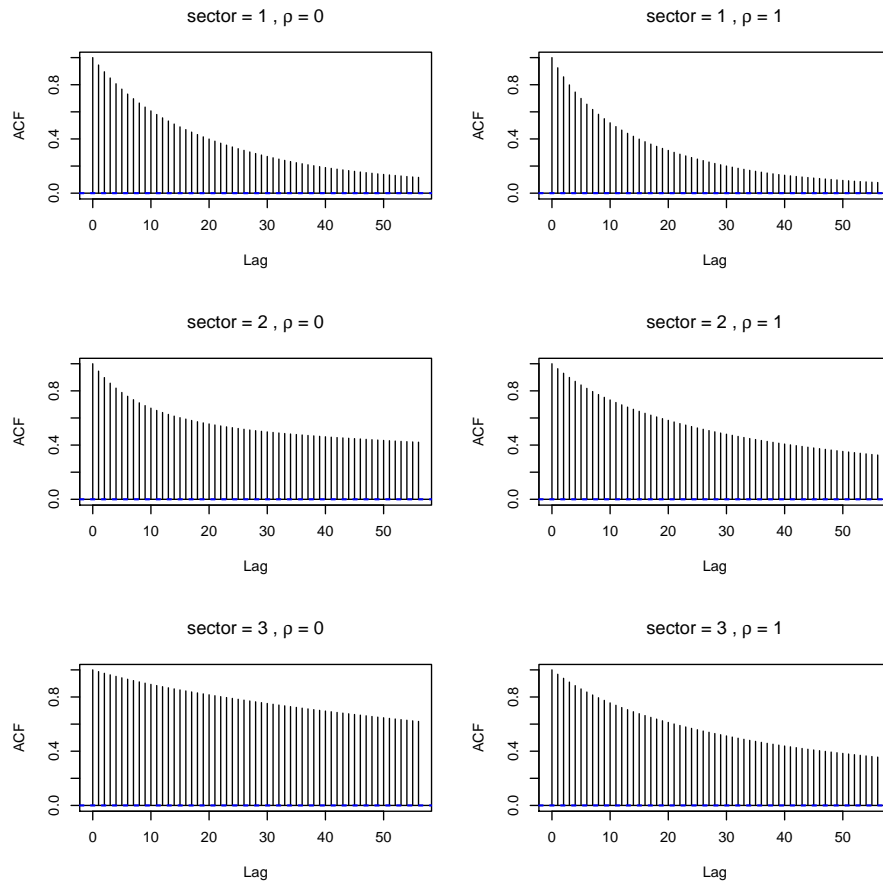 sector = 1 , ρ = 0
ACF
0.0 0.4 0.8
0 10 20 30 40 50
Lag
sector = 1 , ρ = 1
ACF
0.0 0.4 0.8
0 10 20 30 40 50
Lag
sector = 2 , ρ = 0
ACF
0.0 0.4 0.8
0 10 20 30 40 50
Lag
sector = 2 , ρ = 1
ACF
0.0 0.4 0.8
0 10 20 30 40 50
Lag
sector = 3 , ρ = 0
ACF
0.0 0.4 0.8
0 10 20 30 40 50
Lag
sector = 3 , ρ = 1
ACF
0.0 0.4 0.8
0 10 20 30 40 50
Lag